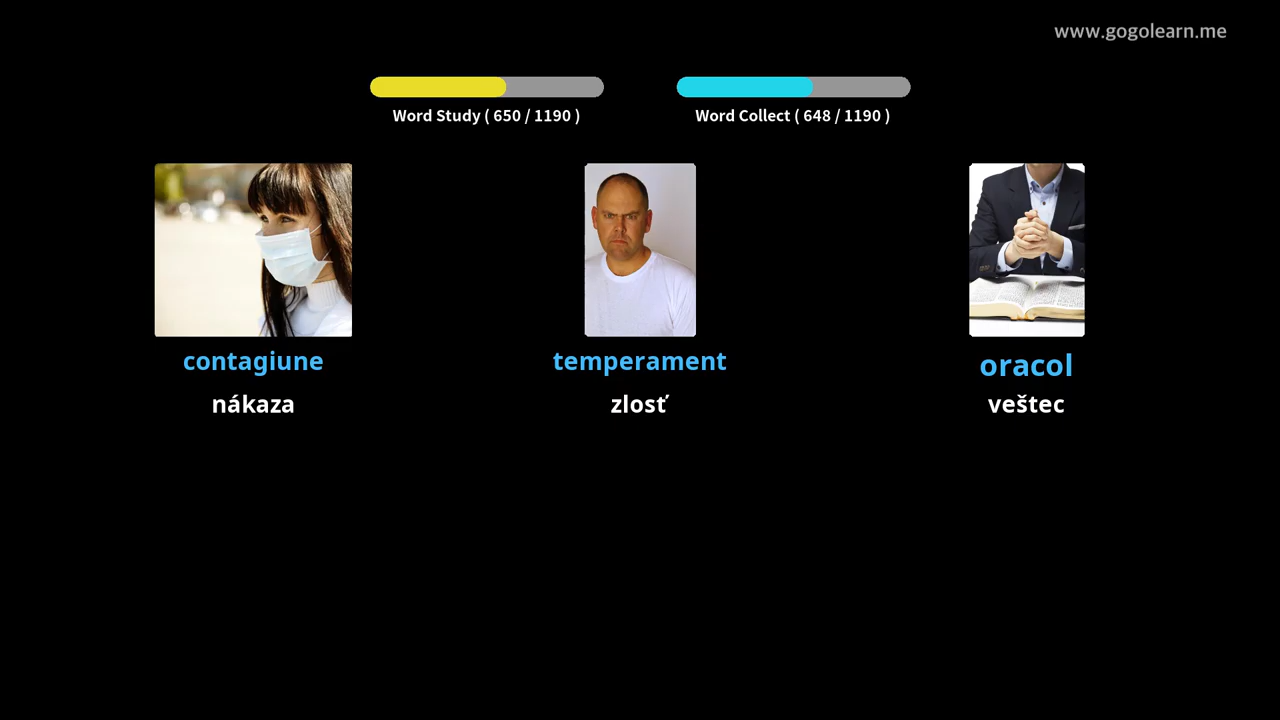 www.gogolearn.me
Word Study ( 650 / 1190 )
Word Collect ( 648 / 1190 )
contagiune
temperament
oracol
nákaza
zlosť
veštec